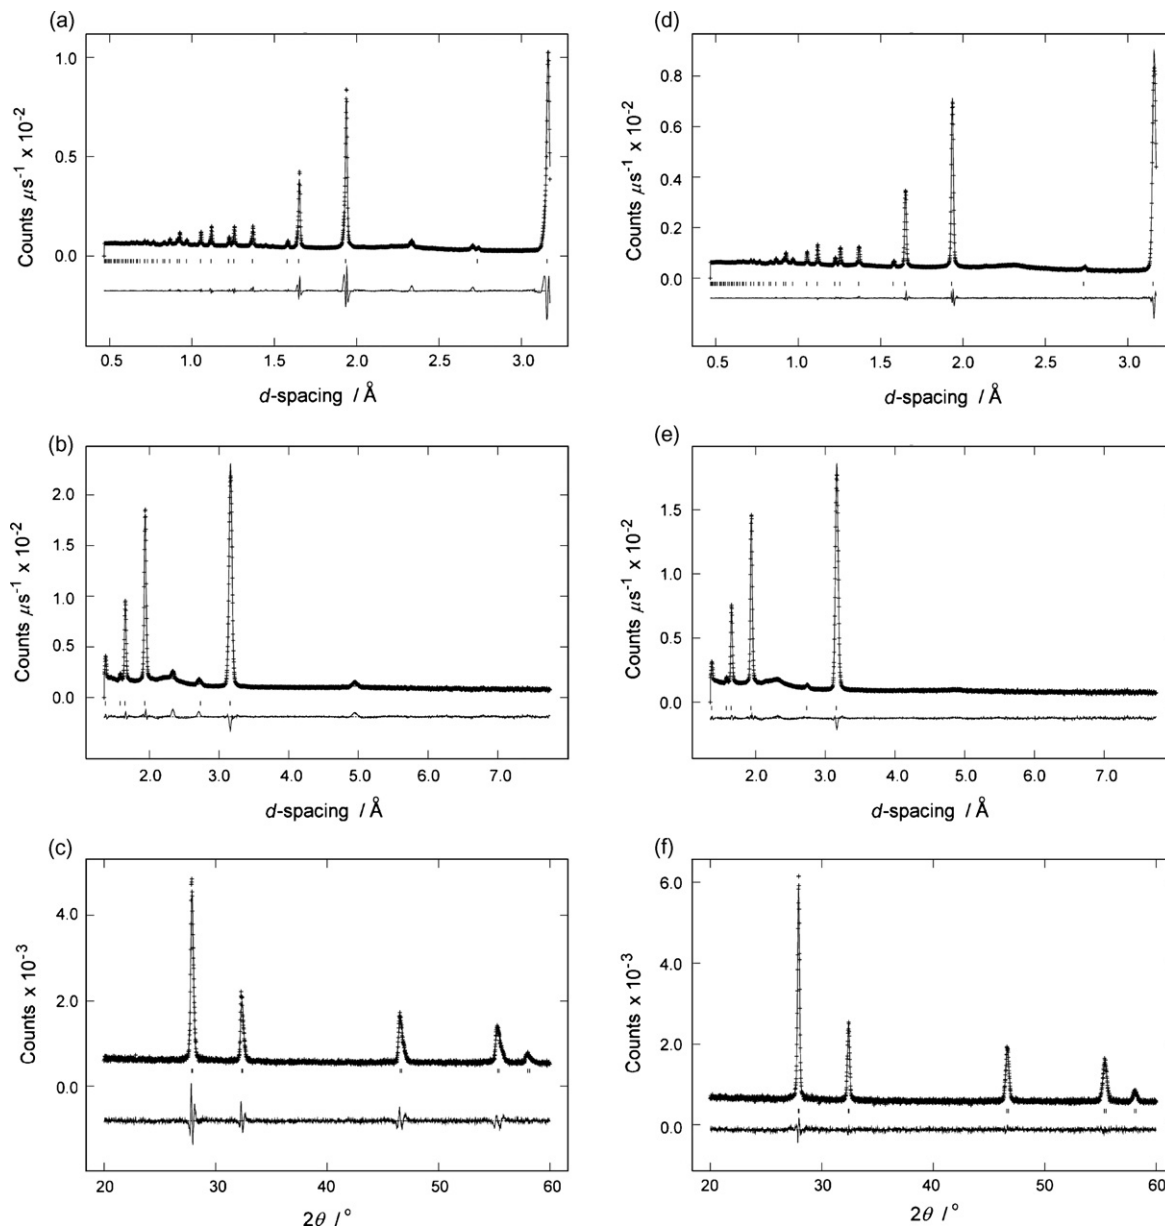 (a)
Counts μs⁻¹ x 10⁻²
1.0
0.5
0.0
0.5 1.0 1.5 2.0 2.5 3.0
d-spacing / Å
(d)
Counts μs⁻¹ x 10⁻²
0.8
0.6
0.4
0.2
0.0
0.5 1.0 1.5 2.0 2.5 3.0
d-spacing / Å
(b)
Counts μs⁻¹ x 10⁻²
2.0
1.5
1.0
0.5
0.0
2.0 3.0 4.0 5.0 6.0 7.0
d-spacing / Å
(e)
Counts μs⁻¹ x 10⁻²
1.5
1.0
0.5
0.0
2.0 3.0 4.0 5.0 6.0 7.0
d-spacing / Å
(c)
Counts x 10⁻³
4.0
2.0
0.0
20 30 40 50 60
2θ / °
(f)
Counts x 10⁻³
6.0
4.0
2.0
0.0
20 30 40 50 60
2θ / °